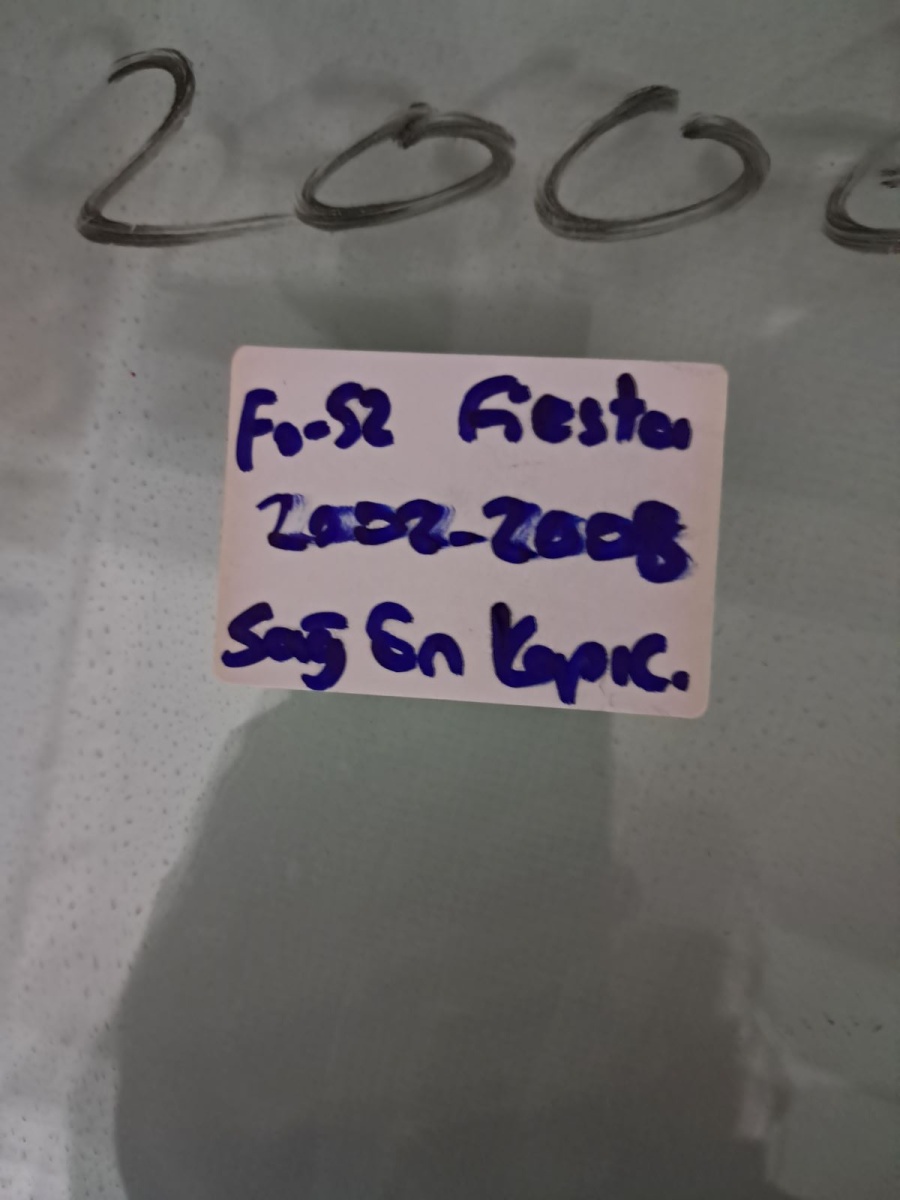 200
Fo-52 Fiesta
2002-2008
Sağ Ön Kapıc.